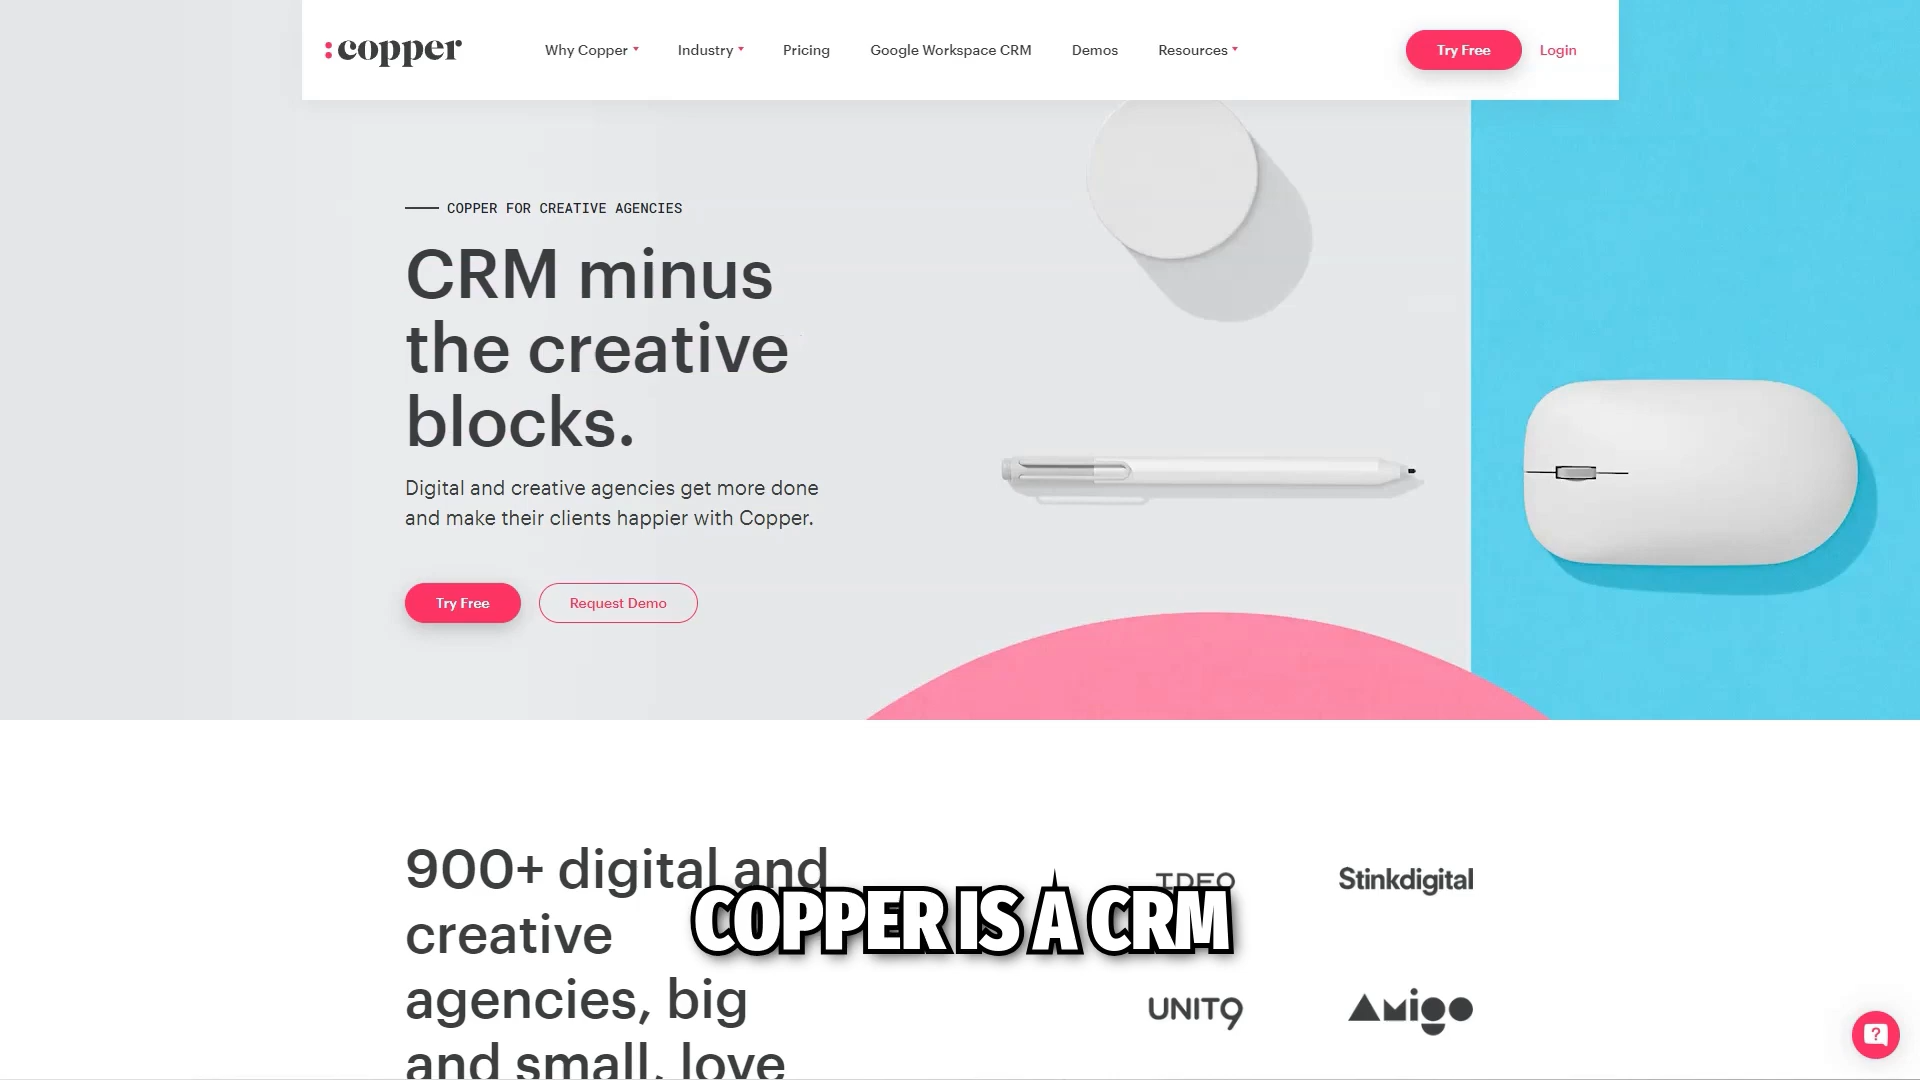 :copper
Why Copper
Industry
Pricing
Google Workspace CRM
Demos
Resources
Try Free
Login
COPPER FOR CREATIVE AGENCIES
CRM minus
the creative
blocks.
Digital and creative agencies get more done
and make their clients happier with Copper.
Try Free
Request Demo
900+ digital and
creative
agencies, big
and small, love
IDEO
Stinkdigital
UNIT9
Amigo
COPPER IS A CRM
?